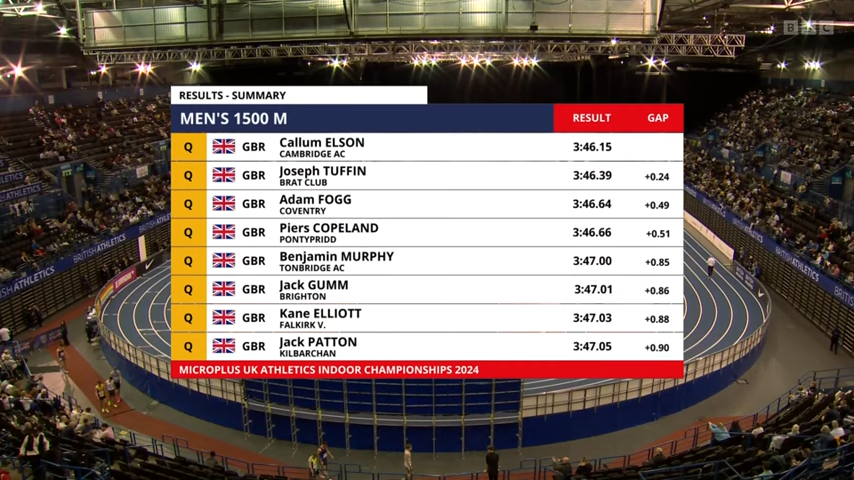 BBC
RESULTS - SUMMARY
MEN'S 1500 M RESULT GAP
Q GBR Callum ELSON 3:46.15
CAMBRIDGE AC
Q GBR Joseph TUFFIN 3:46.39 +0.24
BRAT CLUB
Q GBR Adam FOGG 3:46.64 +0.49
COVENTRY
Q GBR Piers COPELAND 3:46.66 +0.51
PONTYPRIDD
Q GBR Benjamin MURPHY 3:47.00 +0.85
TONBRIDGE AC
Q GBR Jack GUMM 3:47.01 +0.86
BRIGHTON
Q GBR Kane ELLIOTT 3:47.03 +0.88
FALKIRK V.
Q GBR Jack PATTON 3:47.05 +0.90
KILBARCHAN
MICROPLUS UK ATHLETICS INDOOR CHAMPIONSHIPS 2024
BRITISH ATHLETICS
BRITISH ATHLETICS